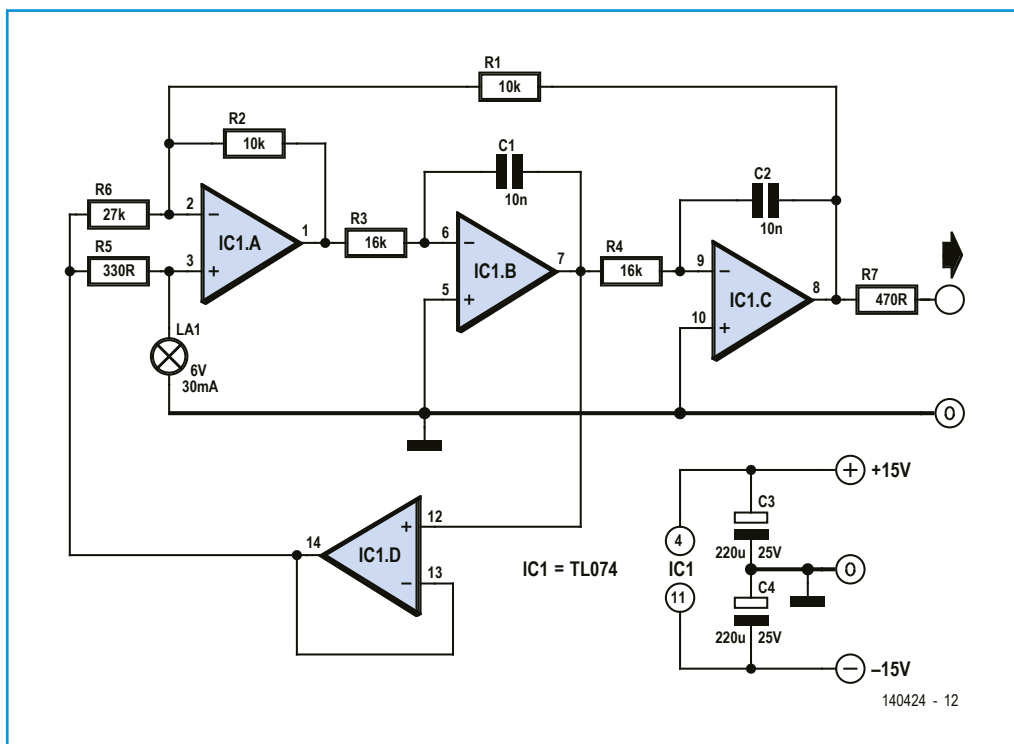 R1
10k
R2
10k
C1
10n
C2
10n
R6
27k
2
−
IC1.A
1
R3
16k
6
−
IC1.B
7
R4
16k
9
−
IC1.C
8
R7
470R
R5
330R
3
+
5
+
10
+
LA1
6V
30mA
0
14
IC1.D
+
12
−
13
IC1 = TL074
+
+15V
4
C3
220u
25V
IC1
0
11
C4
220u
25V
−
−15V
140424 - 12